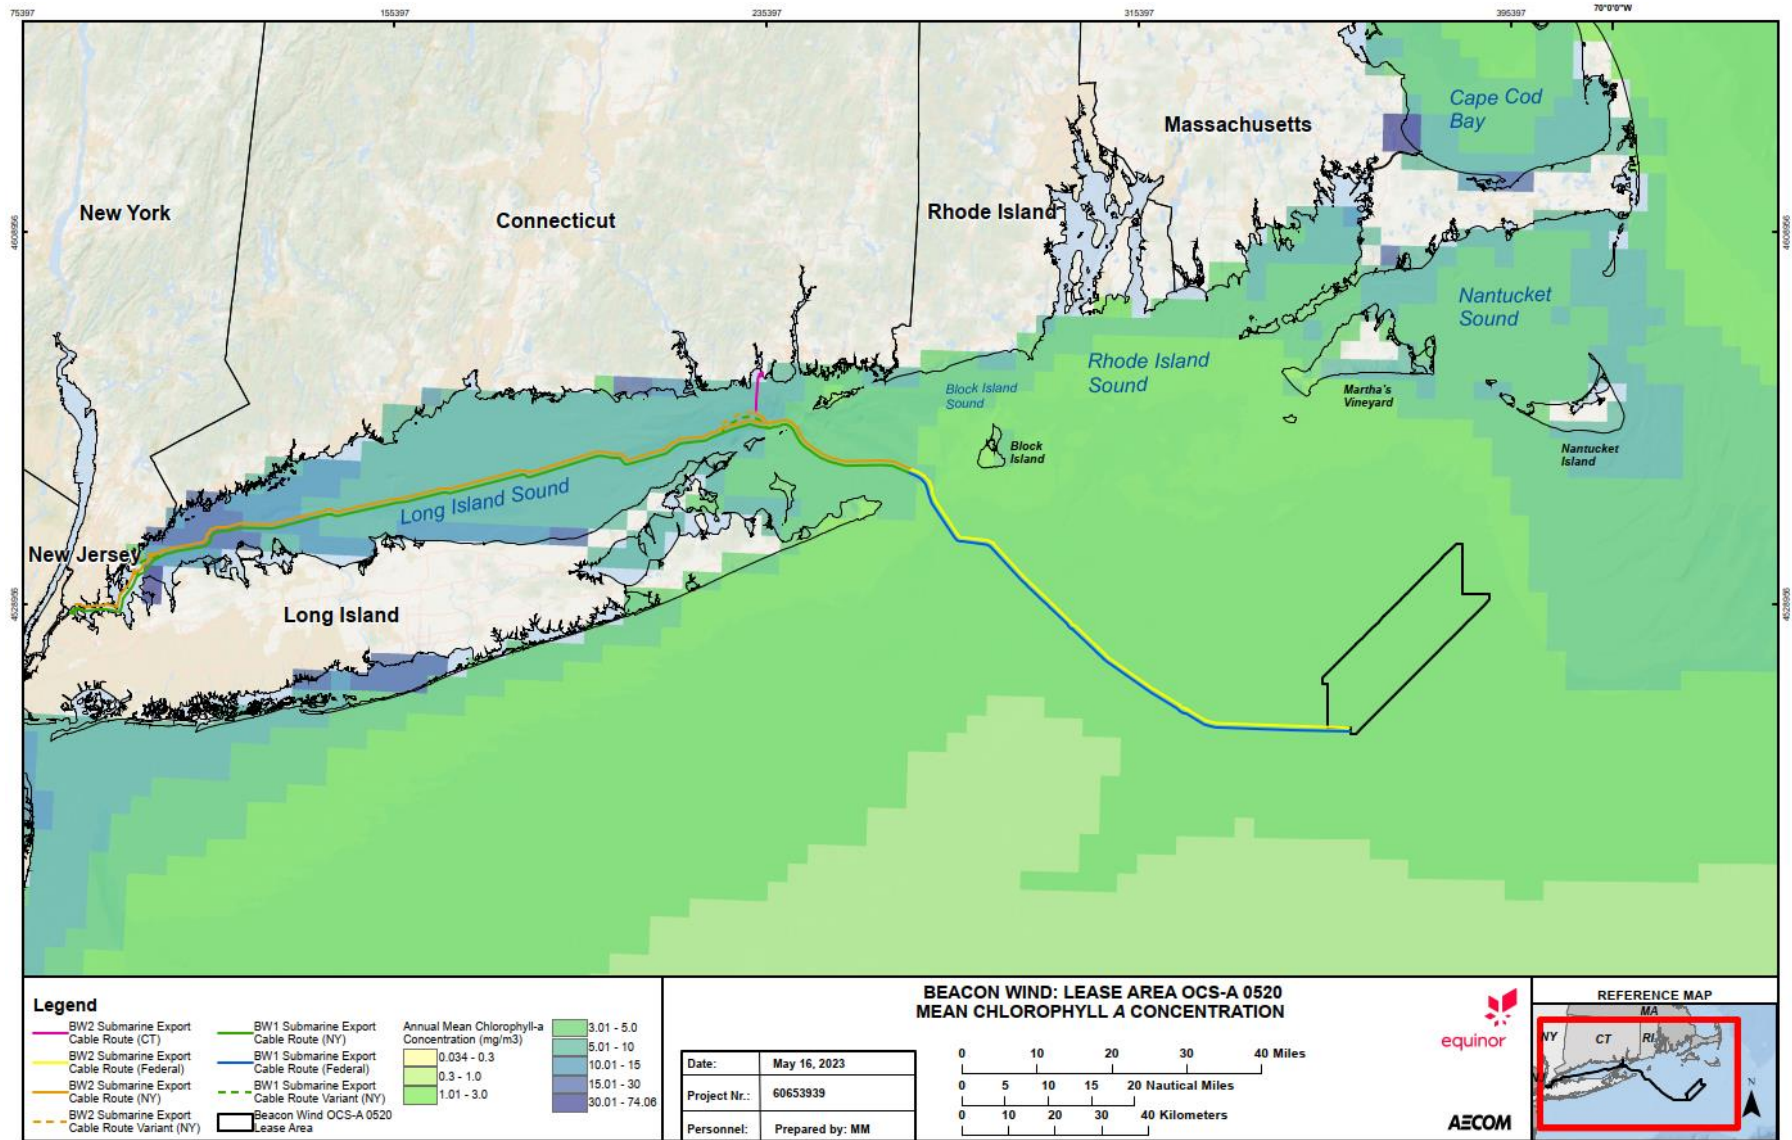 75397
155397
235397
315397
395397
70°0'0"W
Cape Cod
Bay
Massachusetts
New York
Connecticut
Rhode Island
4608956
4608956
Nantucket
Sound
Rhode Island
Sound
Block Island
Sound
Martha's
Vineyard
Block
Island
Nantucket
Island
Long Island Sound
New Jersey
Long Island
4528956
4528956
Legend
BW2 Submarine Export
Cable Route (CT)
BW2 Submarine Export
Cable Route (Federal)
BW2 Submarine Export
Cable Route (NY)
BW2 Submarine Export
Cable Route Variant (NY)
BW1 Submarine Export
Cable Route (NY)
BW1 Submarine Export
Cable Route (Federal)
BW1 Submarine Export
Cable Route Variant (NY)
Beacon Wind OCS-A 0520
Lease Area
Annual Mean Chlorophyll-a
Concentration (mg/m3)
0.034 - 0.3
0.3 - 1.0
1.01 - 3.0
3.01 - 5.0
5.01 - 10
10.01 - 15
15.01 - 30
30.01 - 74.06
BEACON WIND: LEASE AREA OCS-A 0520
MEAN CHLOROPHYLL A CONCENTRATION
Date: May 16, 2023
Project Nr.: 60653939
Personnel: Prepared by: MM
0 10 20 30 40 Miles
0 5 10 15 20 Nautical Miles
0 10 20 30 40 Kilometers
equinor
AECOM
REFERENCE MAP
MA
NY
CT
RI
N